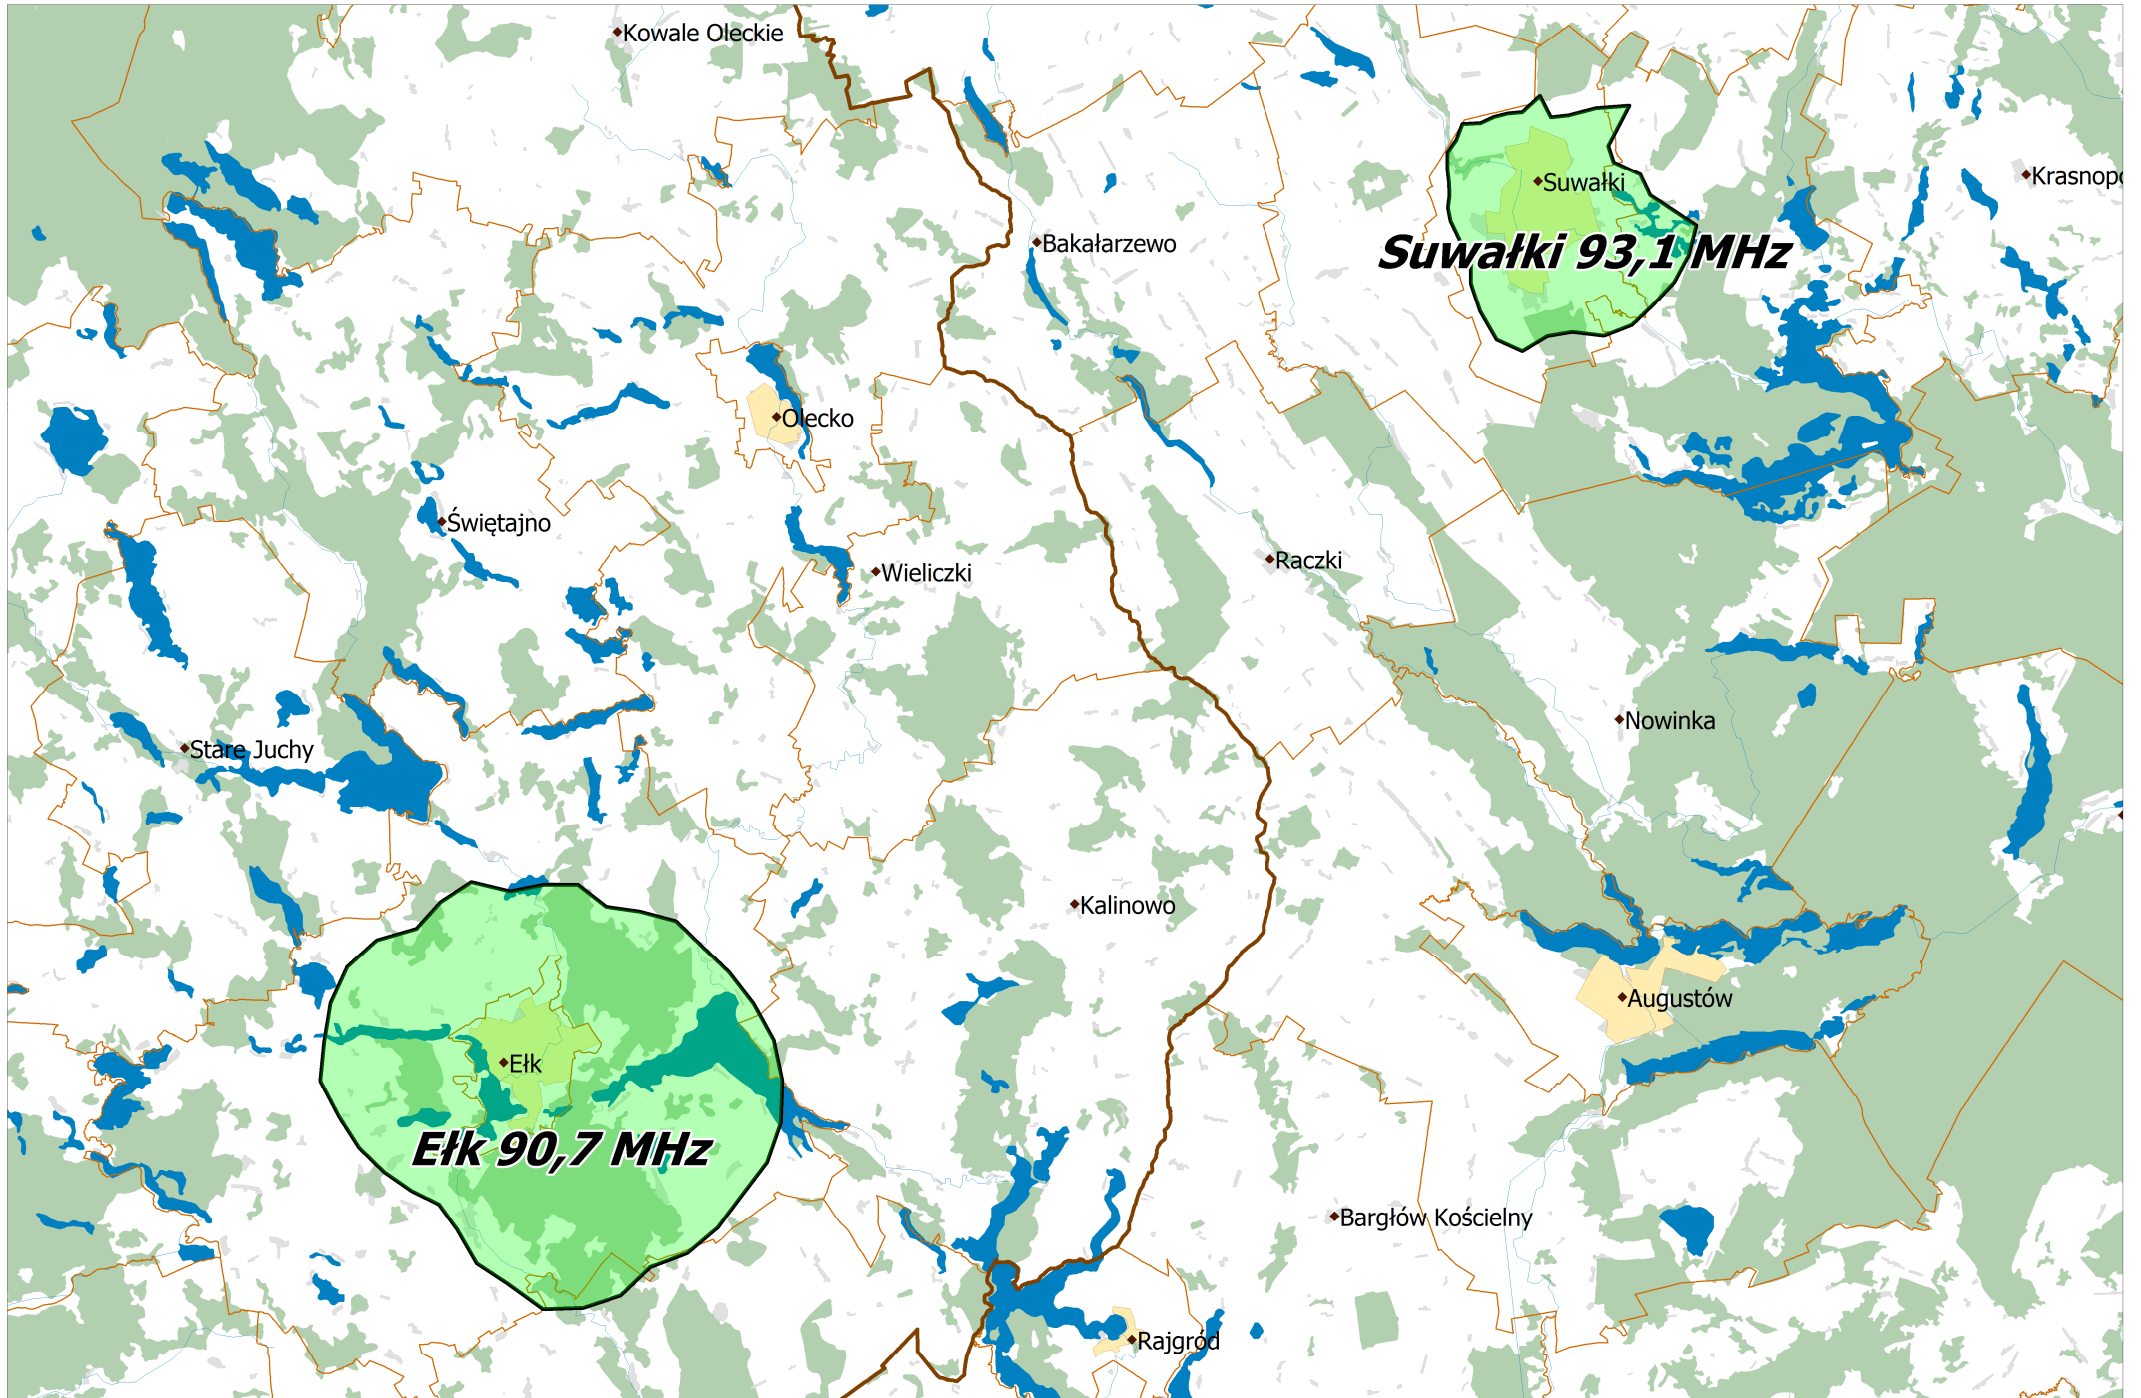 Kowale Oleckie
Suwałki
Krasnopo
Bakałarzewo
Suwałki 93,1 MHz
Olecko
Świętajno
Raczki
Wieliczki
Nowinka
Stare Juchy
Kalinowo
Augustów
Ełk
Ełk 90,7 MHz
Bargłów Kościelny
Rajgród